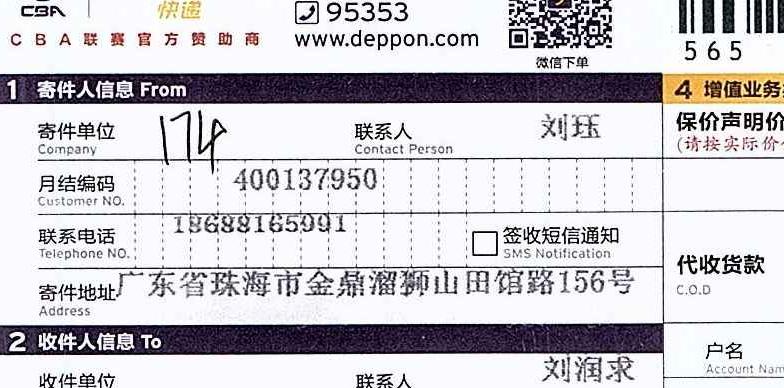 CBA 快递
95353
CBA联赛官方赞助商
www.deppon.com
微信下单
565
1 寄件人信息 From
4 增值业务
寄件单位 174 联系人 刘珏
Company Contact Person
保价声明价
(请按实际价
月结编码 400137950
Customer NO.
联系电话 18688165991
Telephone NO.
签收短信通知
SMS Notification
代收货款
C.O.D
寄件地址 广东省珠海市金鼎溜狮山田馆路156号
Address
2 收件人信息 To
户名
Account Nam
收件单位 联系人 刘润求